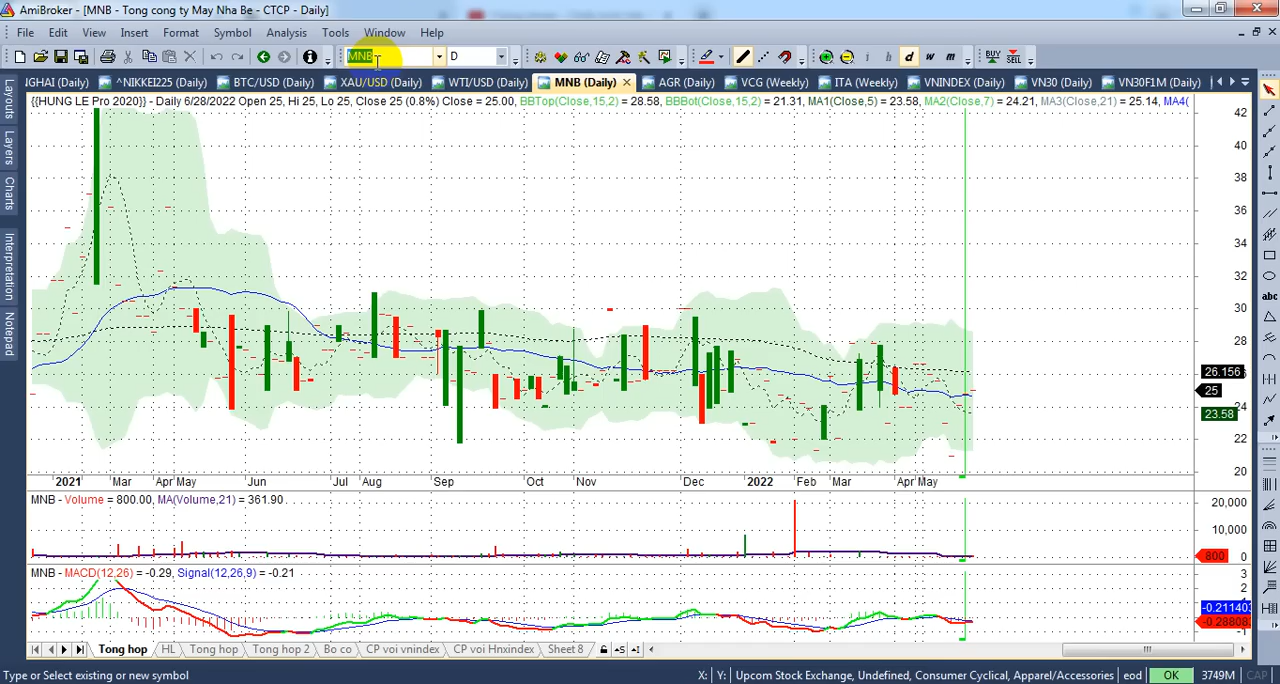 AmiBroker - [MNB - Tong cong ty May Nha Be - CTCP - Daily]
File Edit View Insert Format Symbol Analysis Tools Window Help
MNB D i d w m BUY SELL
IGHAI (Daily) ^NIKKEI225 (Daily) BTC/USD (Daily) XAU/USD (Daily) WTI/USD (Daily) MNB (Daily) AGR (Daily) VCG (Weekly) ITA (Weekly) VNINDEX (Daily) VN30 (Daily) VN30F1M (Daily)
{{HUNG LE Pro 2020}} - Daily 6/28/2022 Open 25, Hi 25, Lo 25, Close 25 (0.8%) Close = 25.00, BBTop(Close,15,2) = 28.58, BBBot(Close,15,2) = 21.31, MA1(Close,5) = 23.58, MA2(Close,7) = 24.21, MA3(Close,21) = 25.14, MA4(
Layouts
Layers
Charts
Interpretation
Notepad
42
40
38
36
34
32
30
28
26.156
25
24
23.58
22
20
2021 Mar Apr May Jun Jul Aug Sep Oct Nov Dec 2022 Feb Mar Apr May
MNB - Volume = 800.00, MA(Volume,21) = 361.90
20,000
10,000
800 0
MNB - MACD(12,26) = -0.29, Signal(12,26,9) = -0.21
3
2
-0.211403
-0.28808
-1
abc
Tong hop HL Tong hop Tong hop 2 Bo co CP voi vnindex CP voi Hnxindex Sheet 8
Type or Select existing or new symbol X: Y: Upcom Stock Exchange, Undefined, Consumer Cyclical, Apparel/Accessories eod OK 3749M CAP